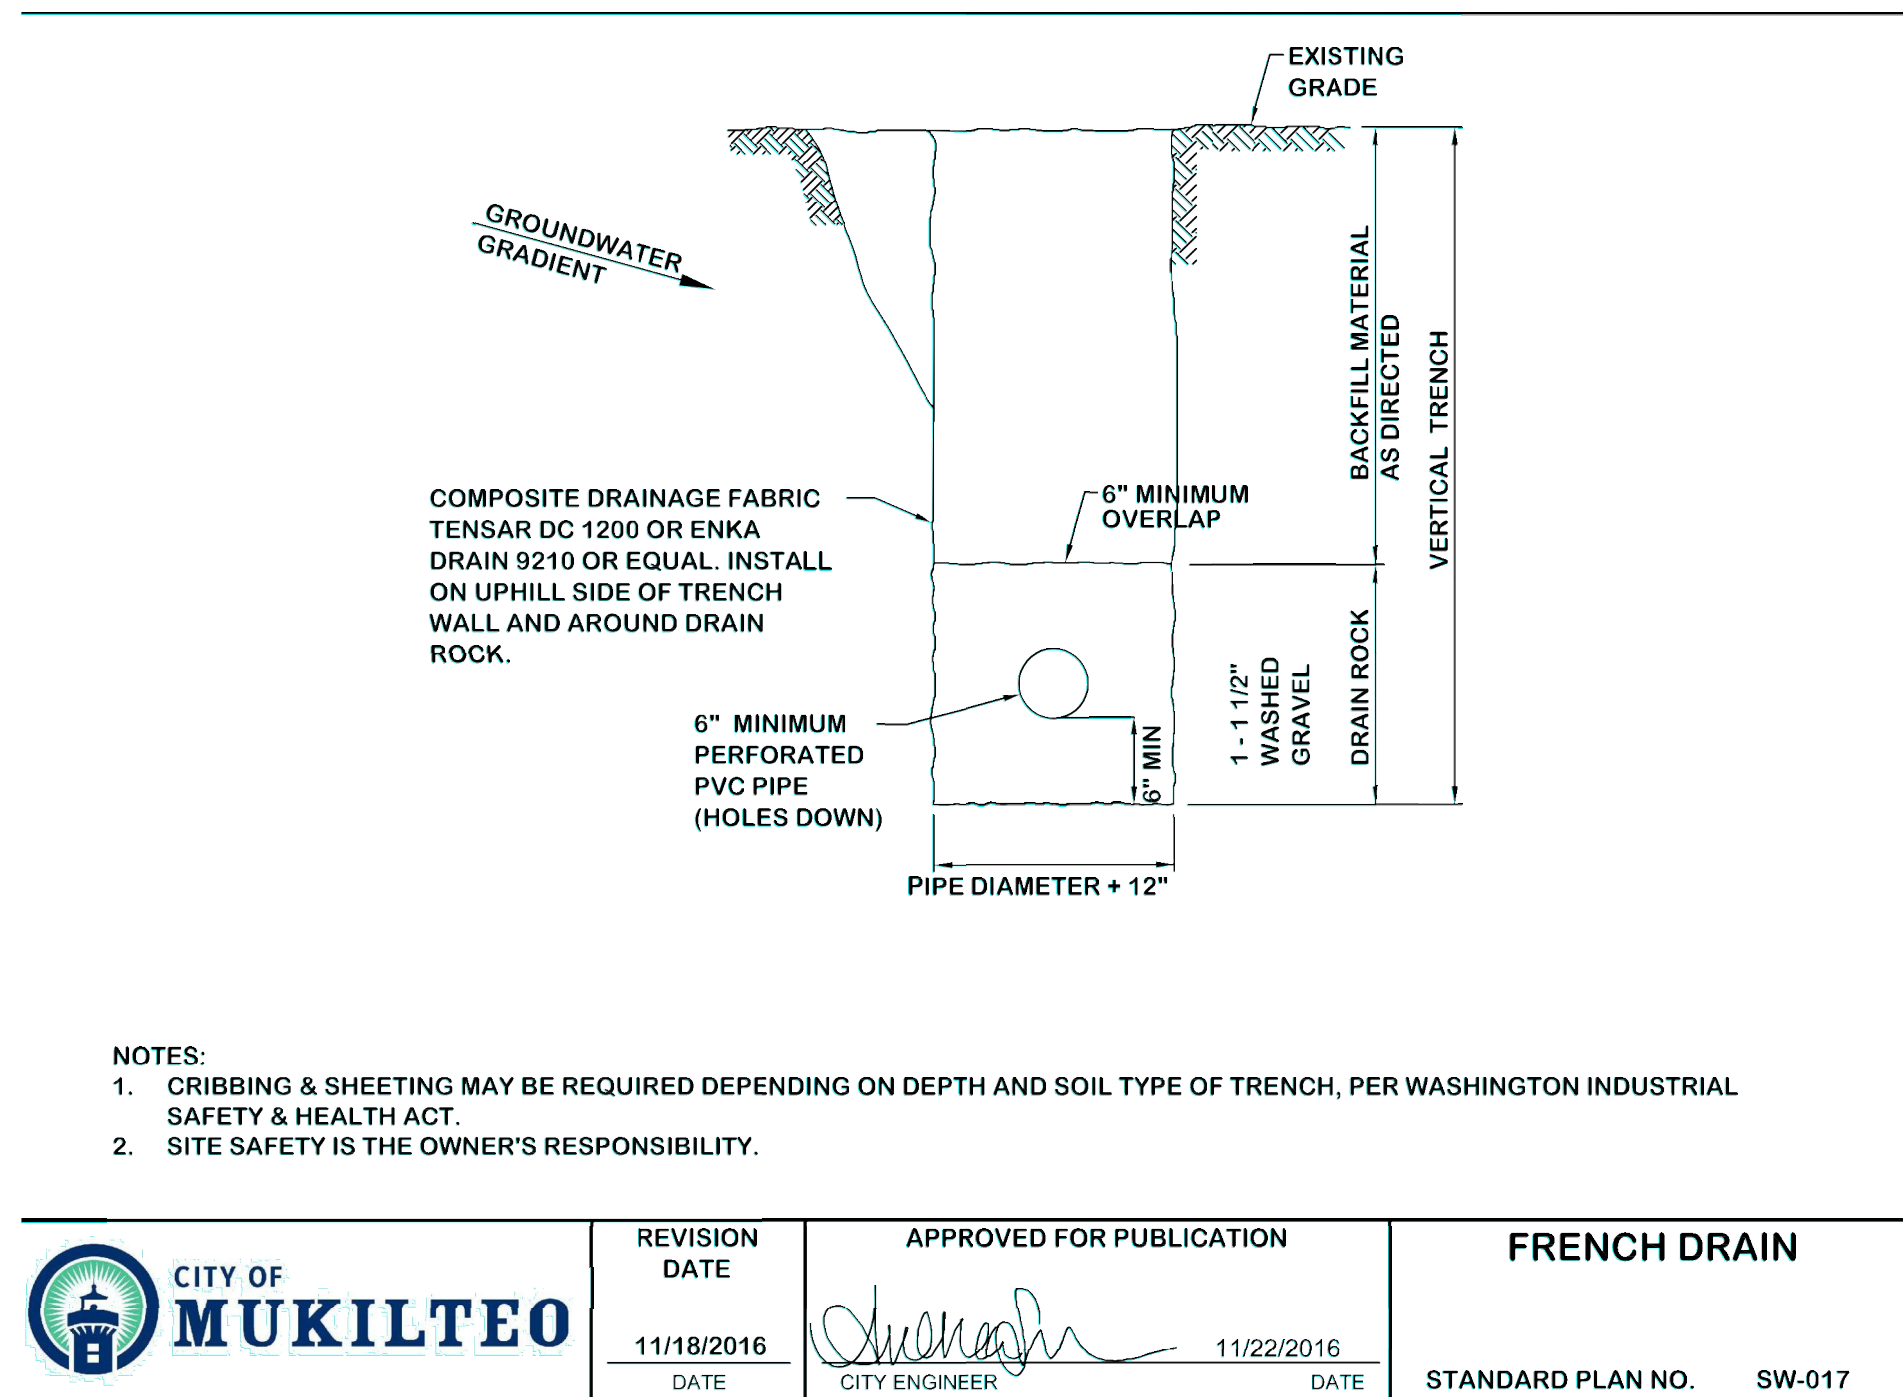 EXISTING
GRADE
GROUNDWATER
GRADIENT
BACKFILL MATERIAL
AS DIRECTED
VERTICAL TRENCH
COMPOSITE DRAINAGE FABRIC
TENSAR DC 1200 OR ENKA
DRAIN 9210 OR EQUAL. INSTALL
ON UPHILL SIDE OF TRENCH
WALL AND AROUND DRAIN
ROCK.
6" MINIMUM
OVERLAP
6" MINIMUM
PERFORATED
PVC PIPE
(HOLES DOWN)
6" MIN
1 - 1 1/2"
WASHED
GRAVEL
DRAIN ROCK
PIPE DIAMETER + 12"
NOTES:
1. CRIBBING & SHEETING MAY BE REQUIRED DEPENDING ON DEPTH AND SOIL TYPE OF TRENCH, PER WASHINGTON INDUSTRIAL
SAFETY & HEALTH ACT.
2. SITE SAFETY IS THE OWNER'S RESPONSIBILITY.
CITY OF
MUKILTEO
REVISION
DATE
11/18/2016
DATE
APPROVED FOR PUBLICATION
11/22/2016
CITY ENGINEER DATE
FRENCH DRAIN
STANDARD PLAN NO. SW-017